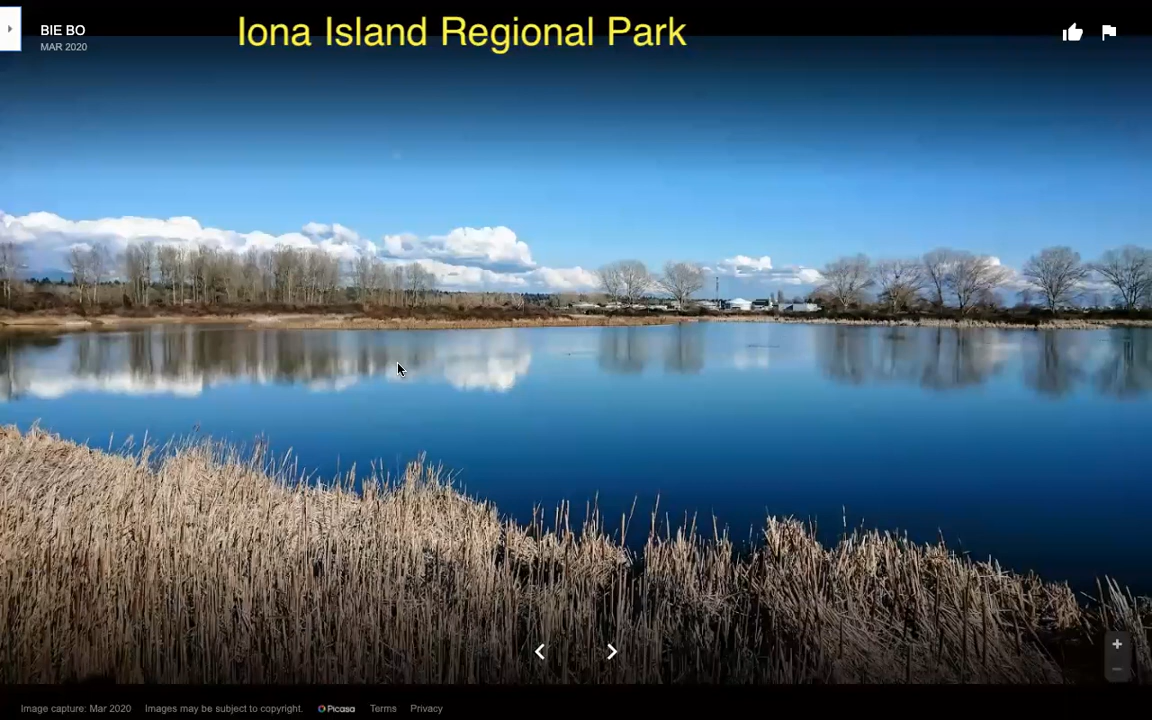 Iona Island Regional Park
BIE BO
MAR 2020
Image capture: Mar 2020 Images may be subject to copyright. Picasa Terms Privacy